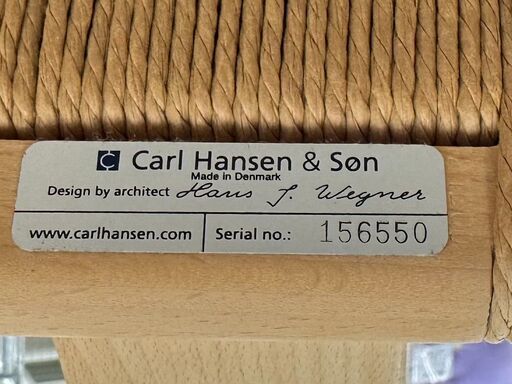 Carl Hansen & Søn
Made in Denmark
Design by architect Hans J. Wegner
www.carlhansen.com Serial no.: 156550